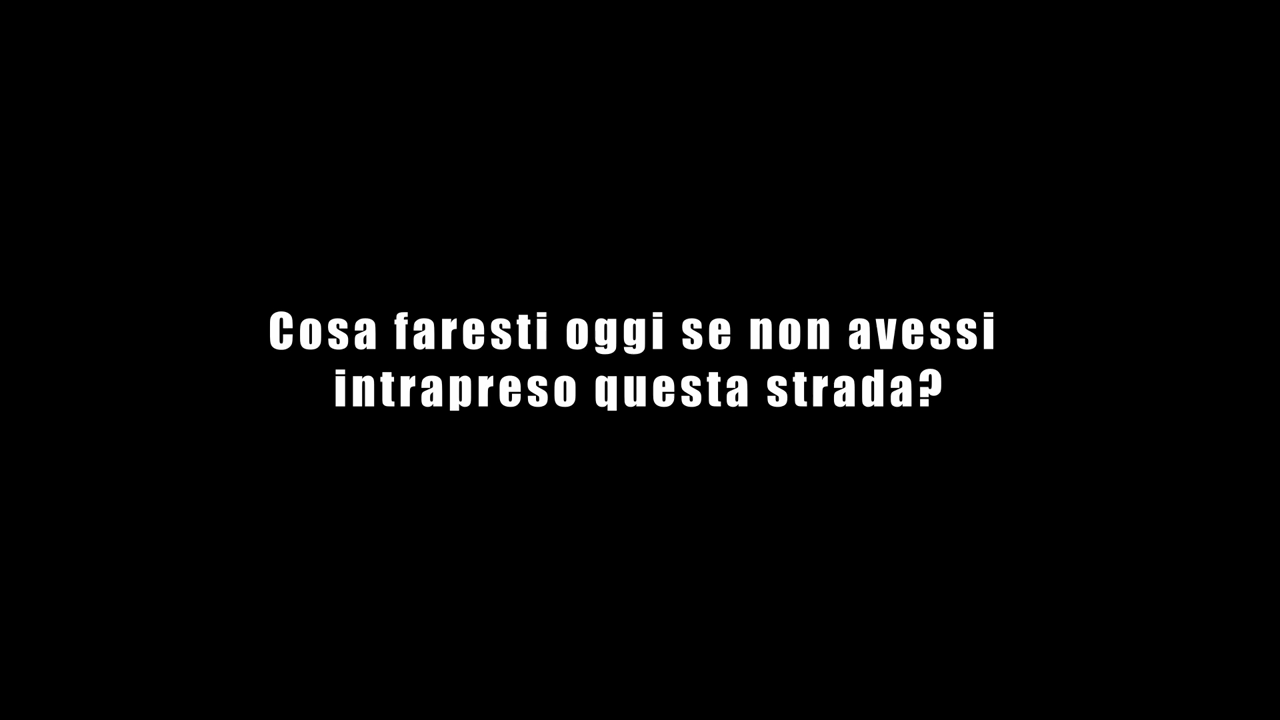 Cosa faresti oggi se non avessi
intrapreso questa strada?